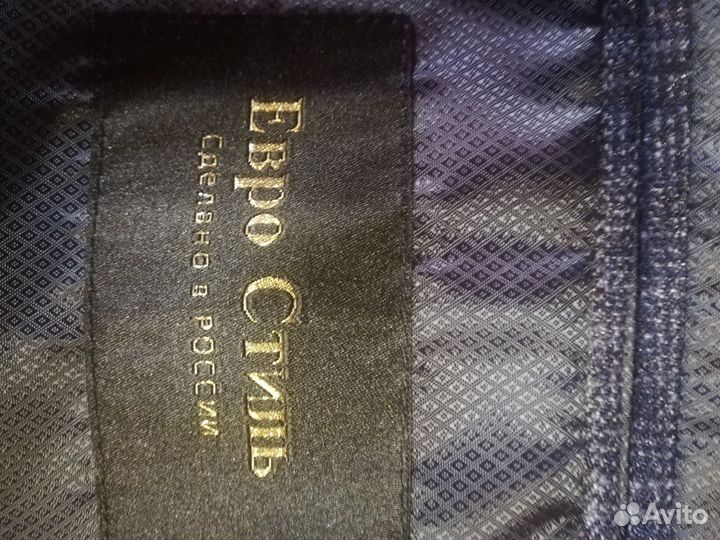 Евро Стиль
Сделано в России
Avito